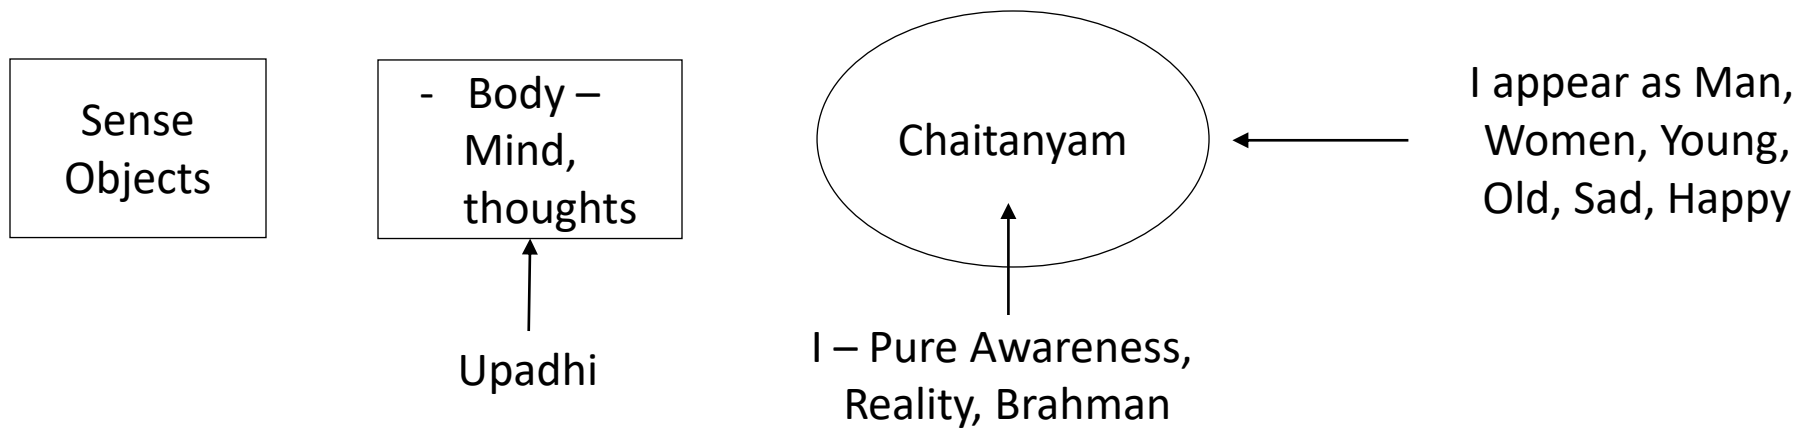 Sense
Objects
- Body –
Mind,
thoughts
Chaitanyam
I appear as Man,
Women, Young,
Old, Sad, Happy
Upadhi
I – Pure Awareness,
Reality, Brahman